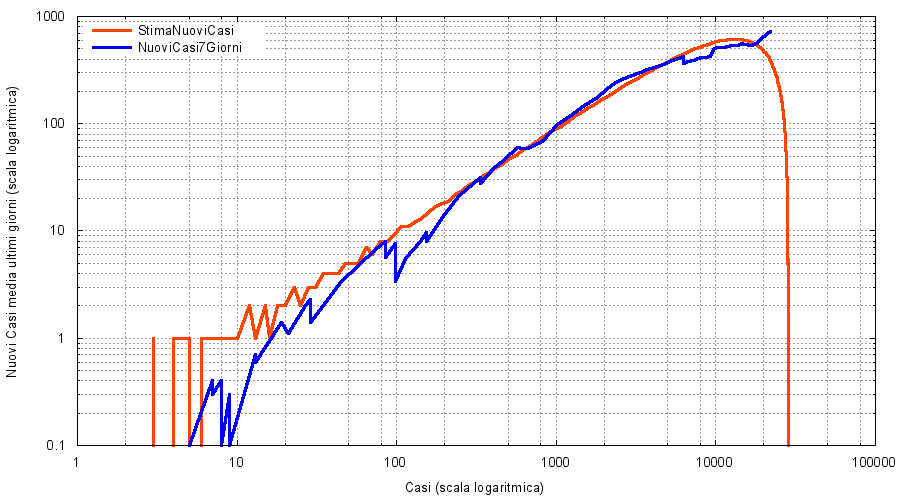 1000
StimaNuoviCasi
NuoviCasi7Giorni
100
10
1
0.1
Nuovi Casi media ultimi giorni (scala logaritmica)
1 10 100 1000 10000 100000
Casi (scala logaritmica)